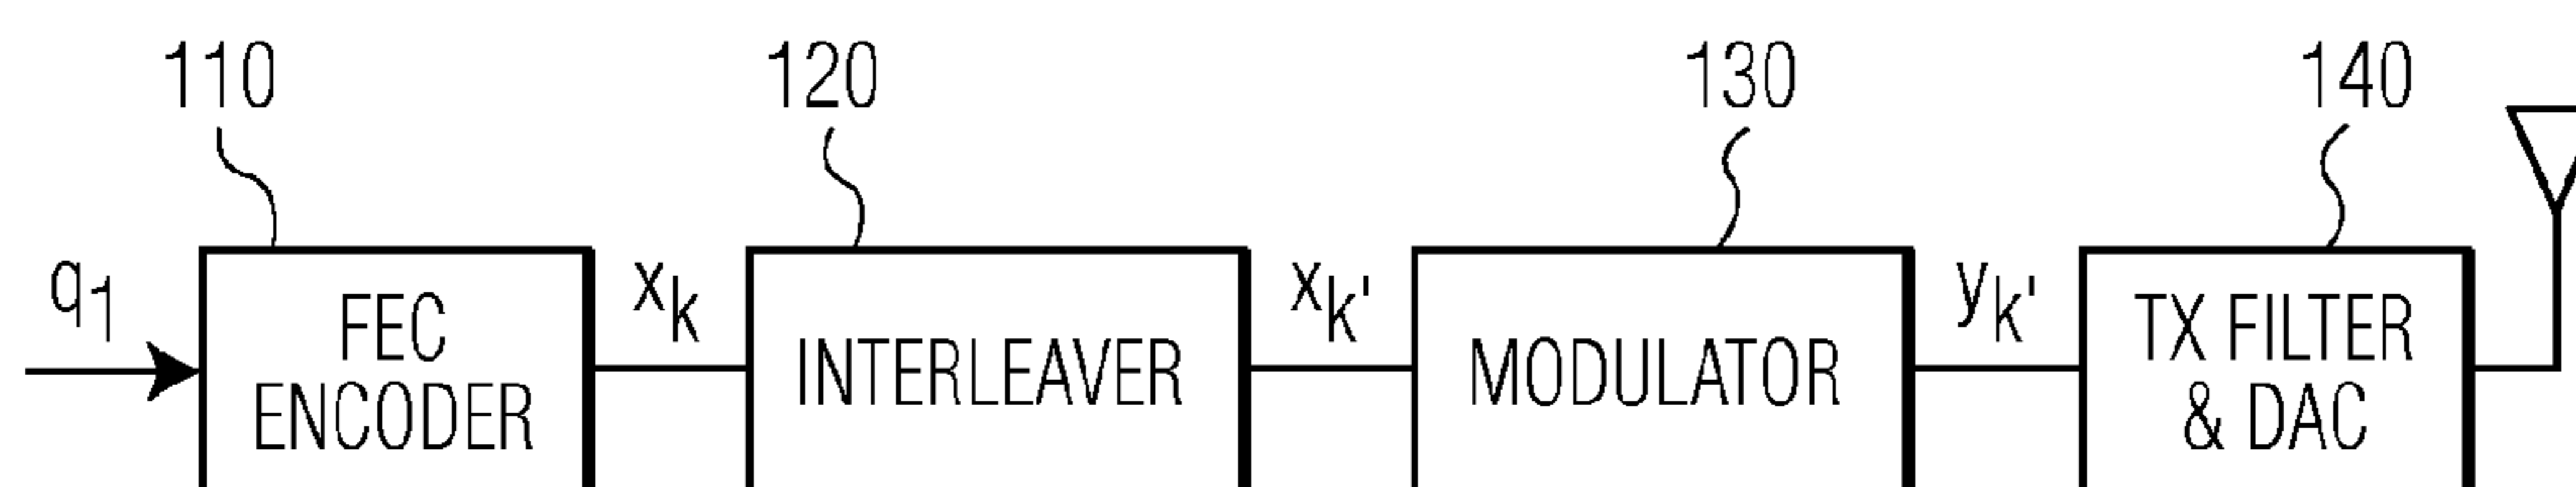 110
120
130
140
q1
FEC
ENCODER
xk
INTERLEAVER
xk'
MODULATOR
yk'
TX FILTER
& DAC